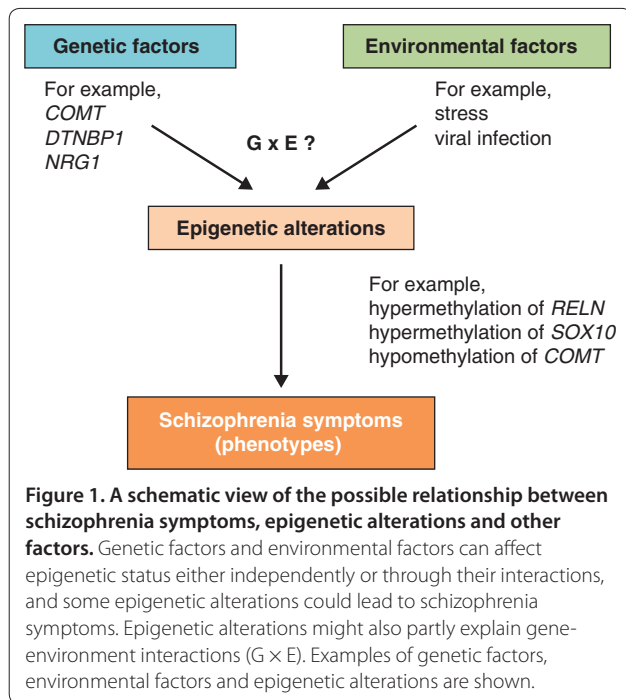 Genetic factors
Environmental factors
For example,
COMT
DTNBP1
NRG1
For example,
stress
viral infection
G x E ?
Epigenetic alterations
For example,
hypermethylation of RELN
hypermethylation of SOX10
hypomethylation of COMT
Schizophrenia symptoms
(phenotypes)
Figure 1. A schematic view of the possible relationship between
schizophrenia symptoms, epigenetic alterations and other
factors. Genetic factors and environmental factors can affect
epigenetic status either independently or through their interactions,
and some epigenetic alterations could lead to schizophrenia
symptoms. Epigenetic alterations might also partly explain gene-
environment interactions (G × E). Examples of genetic factors,
environmental factors and epigenetic alterations are shown.